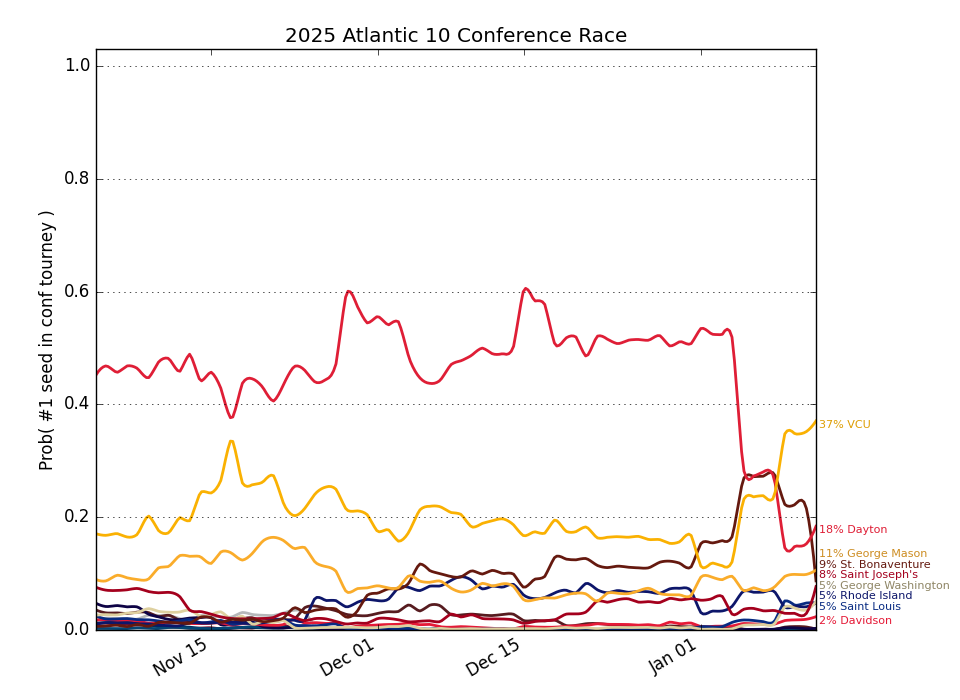 2025 Atlantic 10 Conference Race
Prob( #1 seed in conf tourney )
1.0
0.8
0.6
0.4
0.2
0.0
Nov 15
Dec 01
Dec 15
Jan 01
37% VCU
18% Dayton
11% George Mason
9% St. Bonaventure
8% Saint Joseph's
5% George Washington
5% Rhode Island
5% Saint Louis
2% Davidson